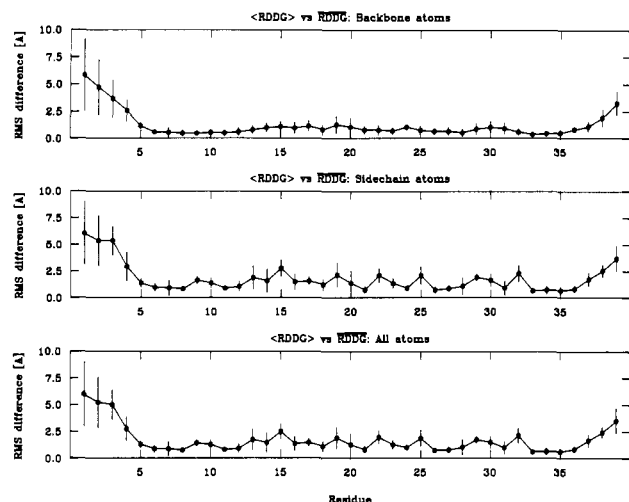 <RDDG> vs RDDG: Backbone atoms
RMS difference [A]
10.0
7.5
5.0
2.5
0.0
5 10 15 20 25 30 35
<RDDG> vs RDDG: Sidechain atoms
RMS difference [A]
10.0
7.5
5.0
2.5
0.0
5 10 15 20 25 30 35
<RDDG> vs RDDG: All atoms
RMS difference [A]
10.0
7.5
5.0
2.5
0.0
5 10 15 20 25 30 35
Residue